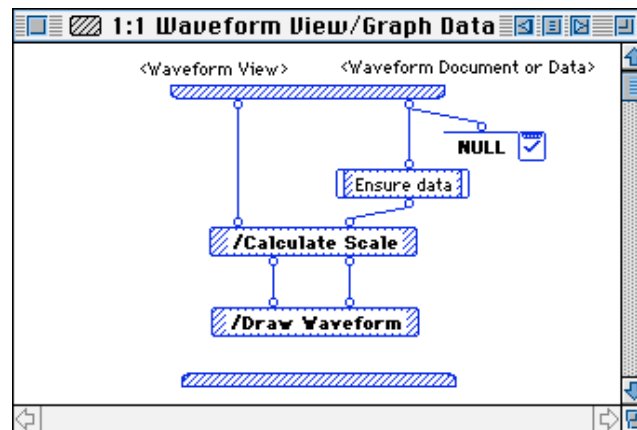 1:1 Waveform View/Graph Data
<Waveform View> <Waveform Document or Data>
NULL
Ensure data
/Calculate Scale
/Draw Waveform